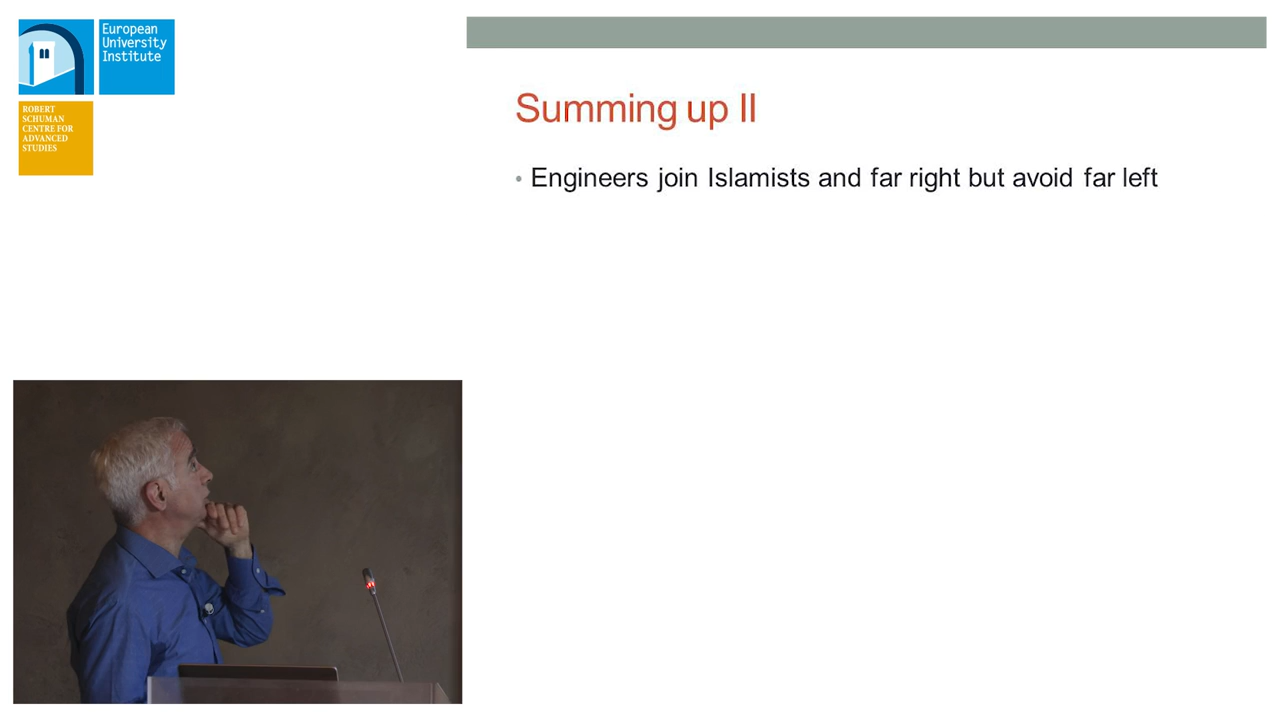 European
University
Institute
ROBERT
SCHUMAN
CENTRE FOR
ADVANCED
STUDIES
Summing up II
• Engineers join Islamists and far right but avoid far left